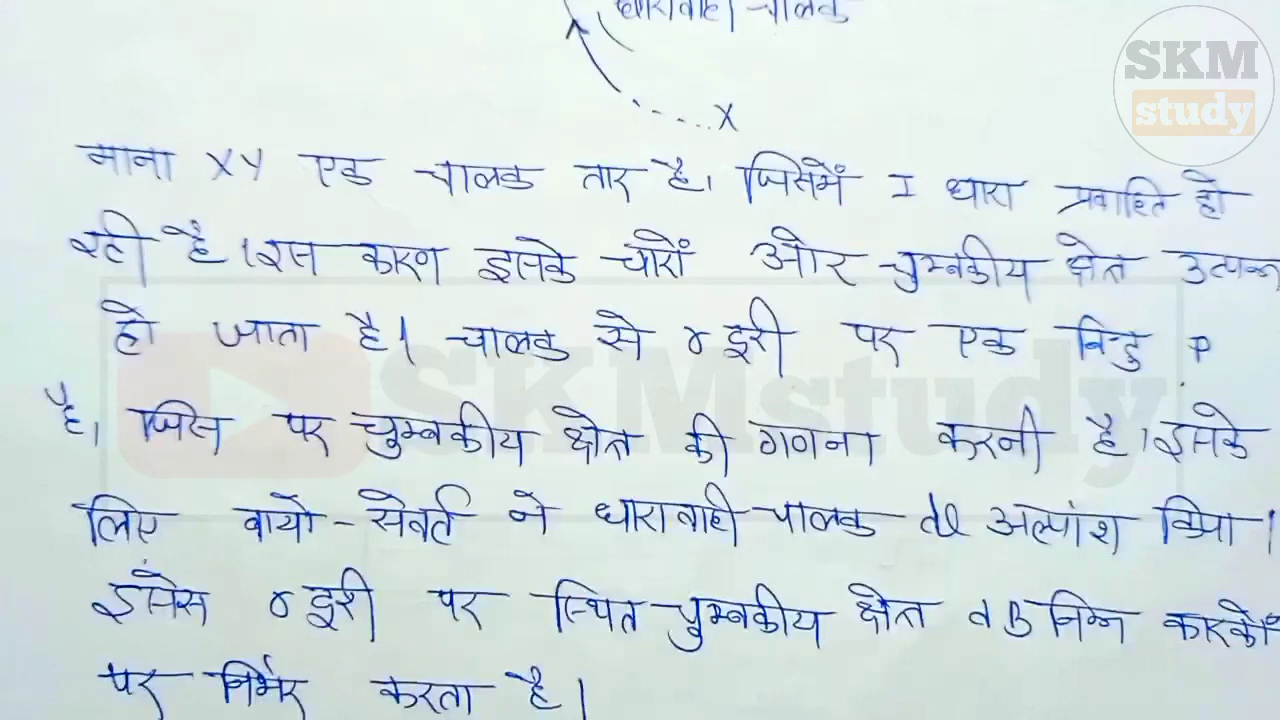 धारावाही चालक
X
SKM
study
माना XY एक चालक तार है। जिसमें I धारा प्रवाहित हो
रही है। इस कारण इसके चारों ओर चुम्बकीय क्षेत उत्पन्न
हो जाता है। चालक से r दूरी पर एक बिन्दु P
है। जिस पर चुम्बकीय क्षेत की गगना करनी है। इसके
लिए बायो-सेवर्त ने धारावाही चालक dl अल्पांश लिया।
इससे r दूरी पर स्थित चुम्बकीय क्षेत dB निम्न कारकों
पर निर्भर करता है।
SKMstudy